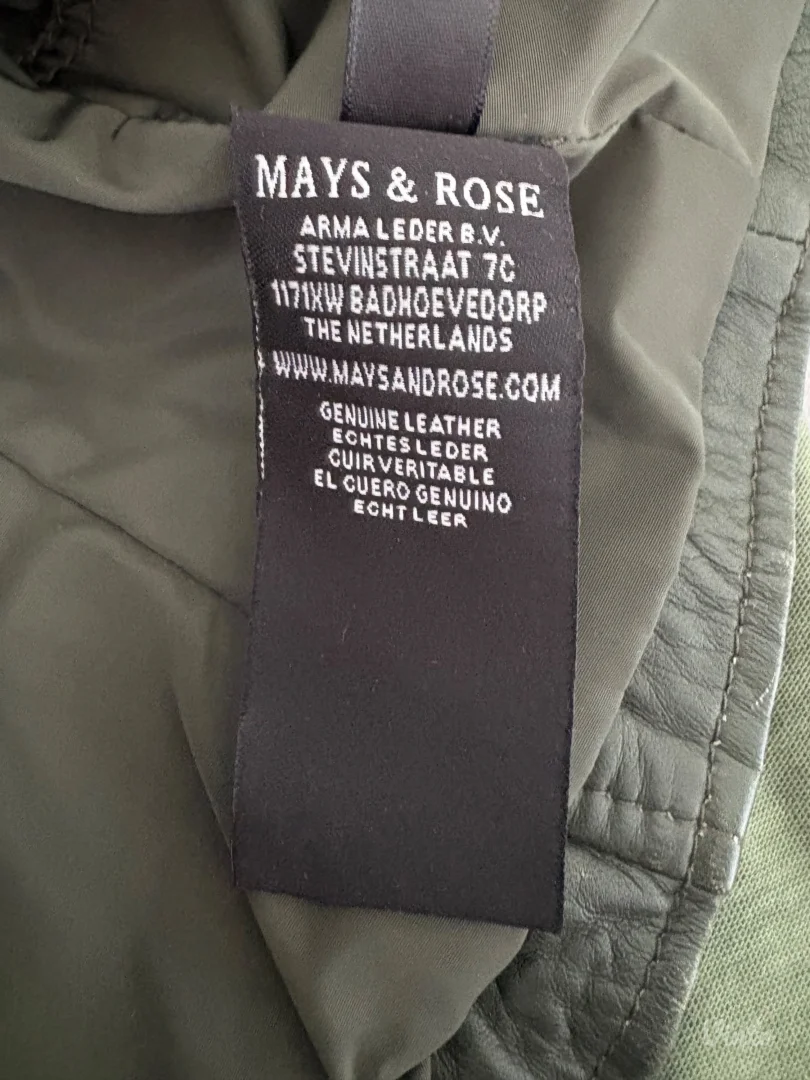 MAYS & ROSE
ARMA LEDER B.V.
STEVINSTRAAT 7C
1171XW BADHOEVEDORP
THE NETHERLANDS
WWW.MAYSANDROSE.COM
GENUINE LEATHER
ECHTES LEDER
CUIR VERITABLE
EL CUERO GENUINO
ECHT LEER